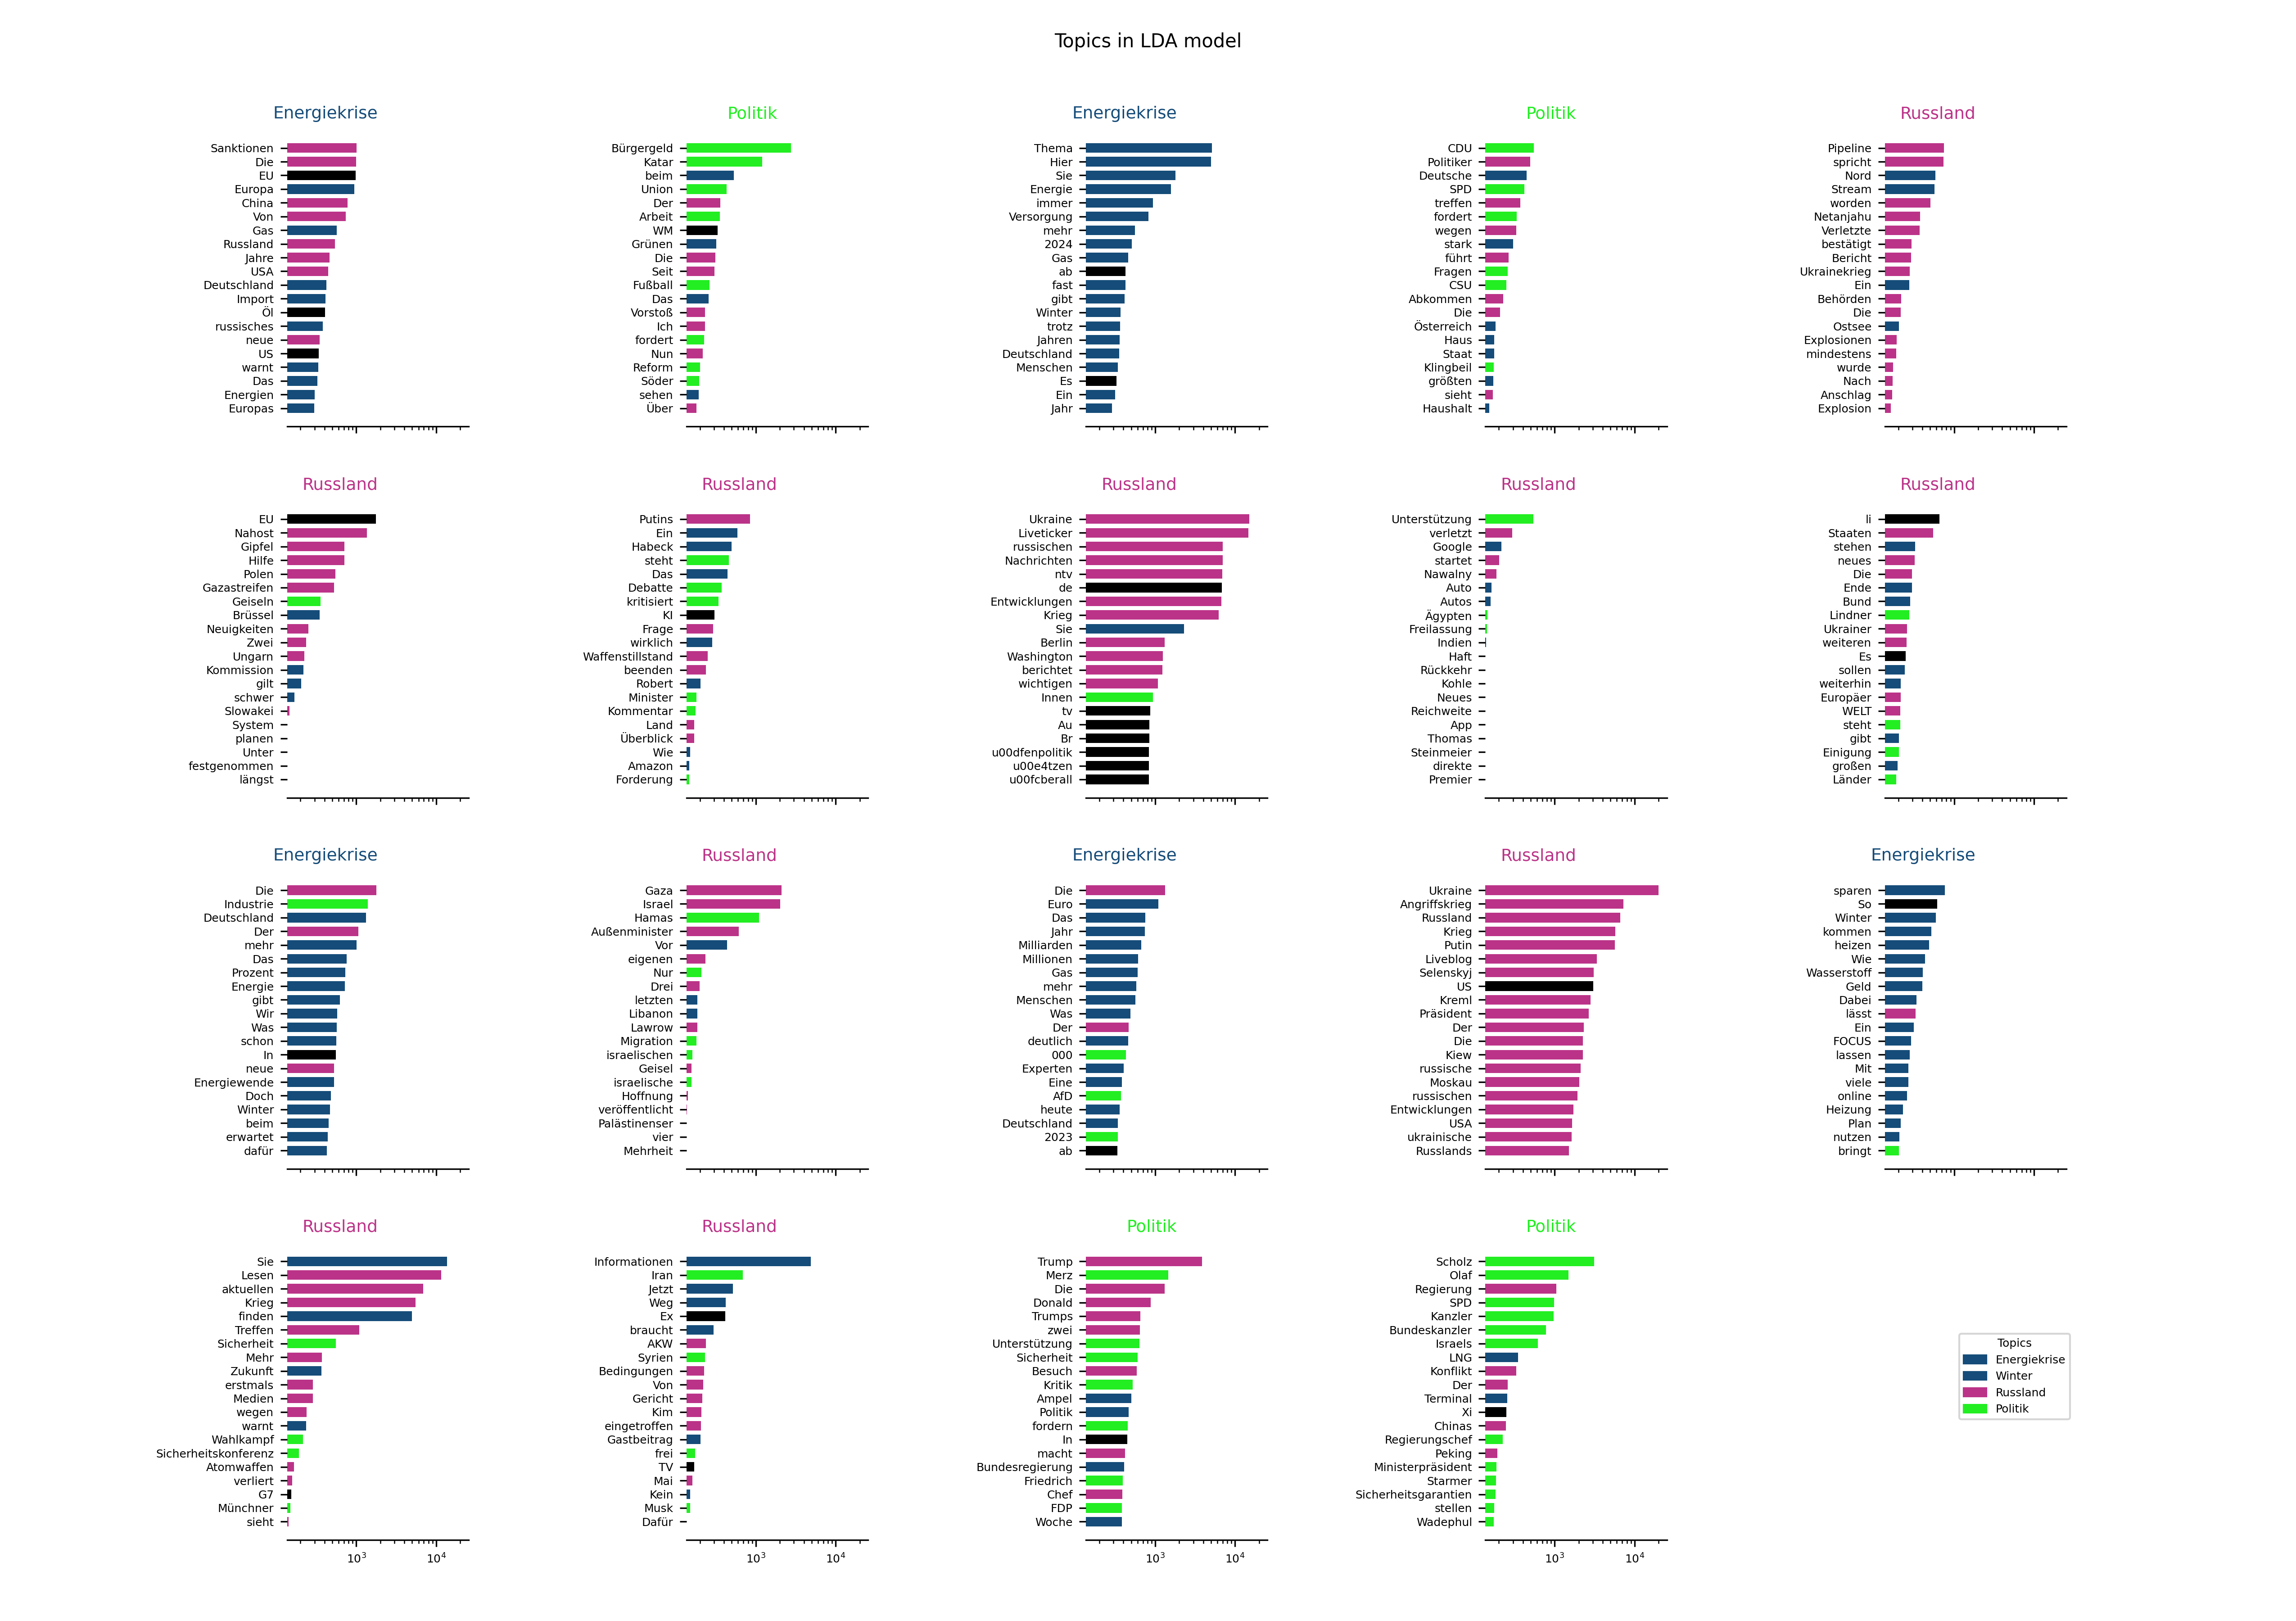 Topics in LDA model
Energiekrise
Sanktionen
Die
EU
Europa
China
Von
Gas
Russland
Jahre
USA
Deutschland
Import
Öl
russisches
neue
US
warnt
Das
Energien
Europas
Politik
Bürgergeld
Katar
beim
Union
Der
Arbeit
WM
Grünen
Die
Seit
Fußball
Das
Vorstoß
Ich
fordert
Nun
Reform
Söder
sehen
Über
Energiekrise
Thema
Hier
Sie
Energie
immer
Versorgung
mehr
2024
Gas
ab
fast
gibt
Winter
trotz
Jahren
Deutschland
Menschen
Es
Ein
Jahr
Politik
CDU
Politiker
Deutsche
SPD
treffen
fordert
wegen
stark
führt
Fragen
CSU
Abkommen
Die
Österreich
Haus
Staat
Klingbeil
größten
sieht
Haushalt
Russland
Pipeline
spricht
Nord
Stream
worden
Netanjahu
Verletzte
bestätigt
Bericht
Ukrainekrieg
Ein
Behörden
Die
Ostsee
Explosionen
mindestens
wurde
Nach
Anschlag
Explosion
Russland
EU
Nahost
Gipfel
Hilfe
Polen
Gazastreifen
Geiseln
Brüssel
Neuigkeiten
Zwei
Ungarn
Kommission
gilt
schwer
Slowakei
System
planen
Unter
festgenommen
längst
Russland
Putins
Ein
Habeck
steht
Das
Debatte
kritisiert
KI
Frage
wirklich
Waffenstillstand
beenden
Robert
Minister
Kommentar
Land
Überblick
Wie
Amazon
Forderung
Russland
Ukraine
Liveticker
russischen
Nachrichten
ntv
de
Entwicklungen
Krieg
Sie
Berlin
Washington
berichtet
wichtigen
Innen
tv
Au
Br
u00dfenpolitik
u00e4tzen
u00fcberall
Russland
Unterstützung
verletzt
Google
startet
Nawalny
Auto
Autos
Ägypten
Freilassung
Indien
Haft
Rückkehr
Kohle
Neues
Reichweite
App
Thomas
Steinmeier
direkte
Premier
Russland
li
Staaten
stehen
neues
Die
Ende
Bund
Lindner
Ukrainer
weiteren
Es
sollen
weiterhin
Europäer
WELT
steht
gibt
Einigung
großen
Länder
Energiekrise
Die
Industrie
Deutschland
Der
mehr
Das
Prozent
Energie
gibt
Wir
Was
schon
In
neue
Energiewende
Doch
Winter
beim
erwartet
dafür
Russland
Gaza
Israel
Hamas
Außenminister
Vor
eigenen
Nur
Drei
letzten
Libanon
Lawrow
Migration
israelischen
Geisel
israelische
Hoffnung
veröffentlicht
Palästinenser
vier
Mehrheit
Energiekrise
Die
Euro
Das
Jahr
Milliarden
Millionen
Gas
mehr
Menschen
Was
Der
deutlich
000
Experten
Eine
AfD
heute
Deutschland
2023
ab
Russland
Ukraine
Angriffskrieg
Russland
Krieg
Putin
Liveblog
Selenskyj
US
Kreml
Präsident
Der
Die
Kiew
russische
Moskau
russischen
Entwicklungen
USA
ukrainische
Russlands
Energiekrise
sparen
So
Winter
kommen
heizen
Wie
Wasserstoff
Geld
Dabei
lässt
Ein
FOCUS
lassen
Mit
viele
online
Heizung
Plan
nutzen
bringt
Russland
Sie
Lesen
aktuellen
Krieg
finden
Treffen
Sicherheit
Mehr
Zukunft
erstmals
Medien
wegen
warnt
Wahlkampf
Sicherheitskonferenz
Atomwaffen
verliert
G7
Münchner
sieht
10³ 10⁴
Russland
Informationen
Iran
Jetzt
Weg
Ex
braucht
AKW
Syrien
Bedingungen
Von
Gericht
Kim
eingetroffen
Gastbeitrag
frei
TV
Mai
Kein
Musk
Dafür
10³ 10⁴
Politik
Trump
Merz
Die
Donald
Trumps
zwei
Unterstützung
Sicherheit
Besuch
Kritik
Ampel
Politik
fordern
In
macht
Bundesregierung
Friedrich
Chef
FDP
Woche
10³ 10⁴
Politik
Scholz
Olaf
Regierung
SPD
Kanzler
Bundeskanzler
Israels
LNG
Konflikt
Der
Terminal
Xi
Chinas
Regierungschef
Peking
Ministerpräsident
Starmer
Sicherheitsgarantien
stellen
Wadephul
10³ 10⁴
Topics
Energiekrise
Winter
Russland
Politik